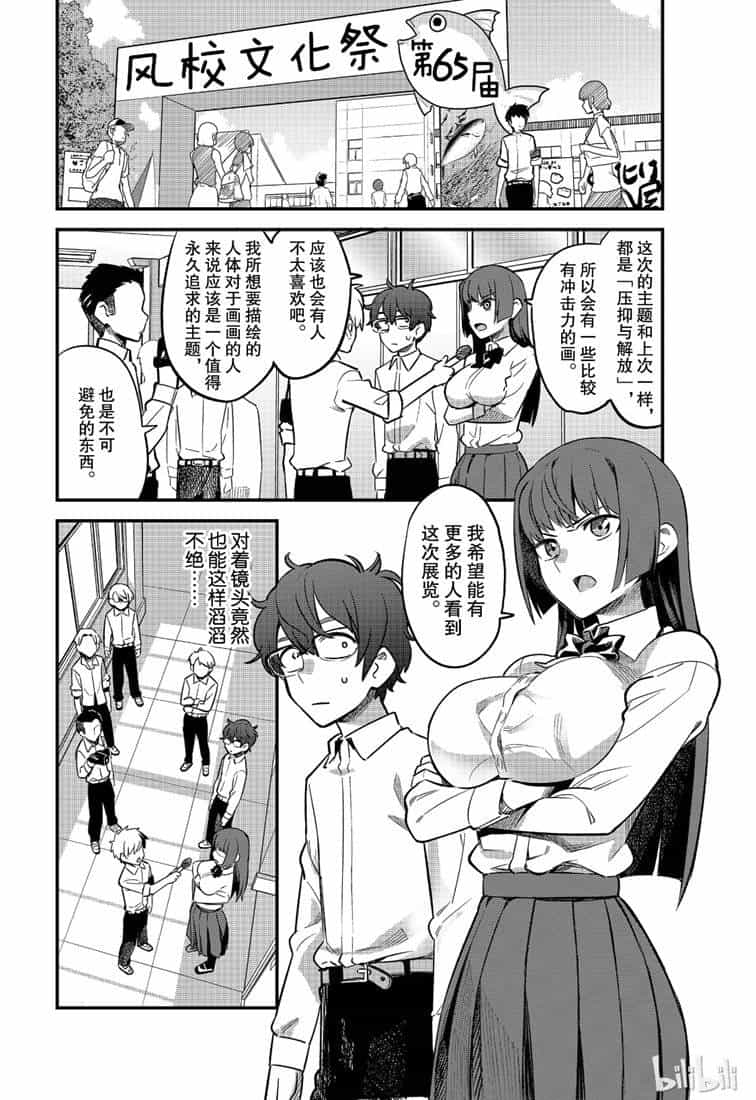 风校文化祭
第65届
这次的主题和上次一样，
都是「压抑与解放」，
所以会有一些比较
有冲击力的画。
应该也会有人
不太喜欢吧。
我所想要描绘的
人体对于画画的人
来说应该是一个值得
永久追求的主题，
也是不可
避免的东西。
我希望能有
更多的人看到
这次展览。
对着镜头竟然
也能这样滔滔
不绝……
bilibili